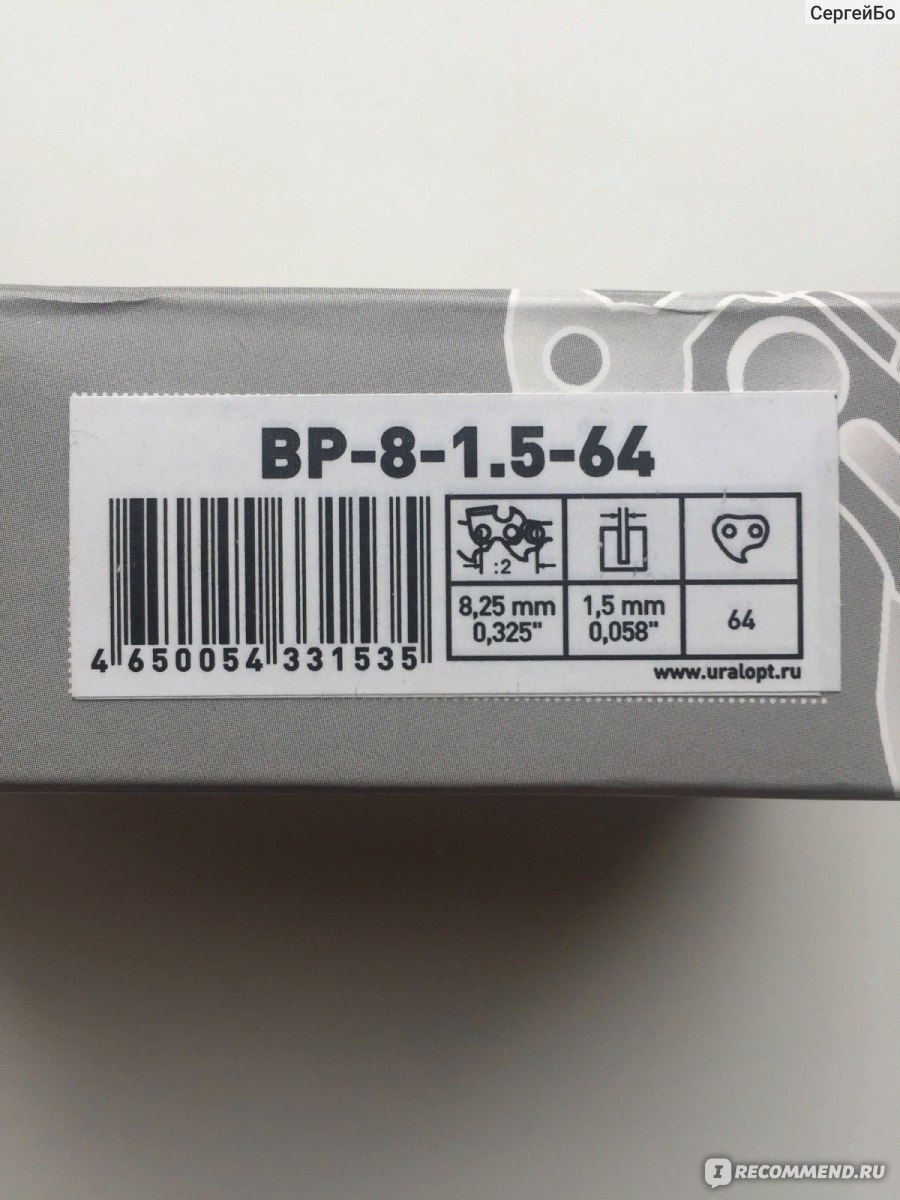 СергейБо
BP-8-1.5-64
:2
8,25 mm
0,325"
1,5 mm
0,058"
64
4 650054 331535
www.uralopt.ru
I RECOMMEND.RU